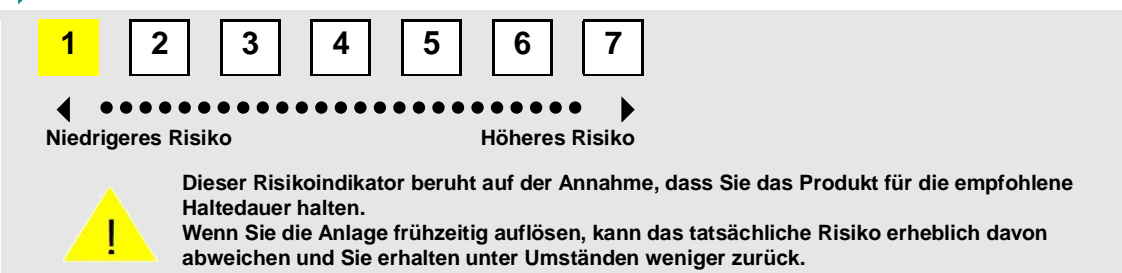 1 2 3 4 5 6 7
Niedrigeres Risiko Höheres Risiko
Dieser Risikoindikator beruht auf der Annahme, dass Sie das Produkt für die empfohlene
Haltedauer halten.
!
Wenn Sie die Anlage frühzeitig auflösen, kann das tatsächliche Risiko erheblich davon
abweichen und Sie erhalten unter Umständen weniger zurück.